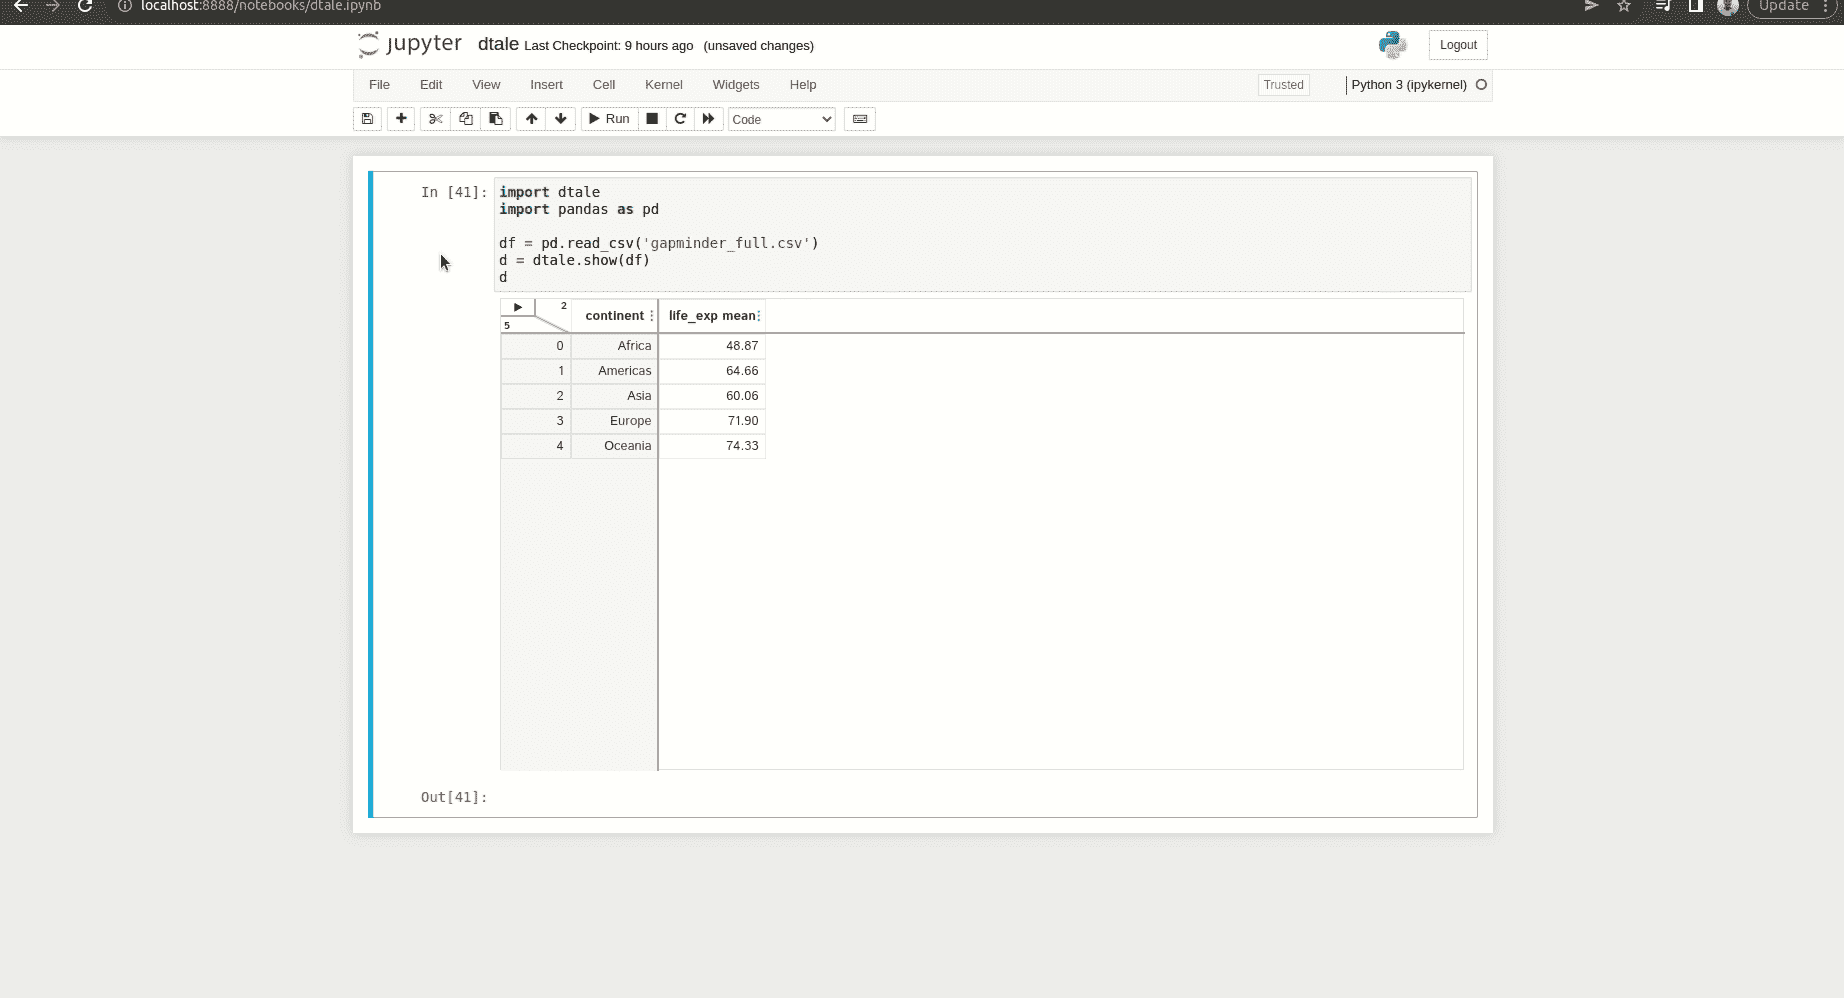 localhost:8888/notebooks/dtale.ipynb
Update
jupyter dtale Last Checkpoint: 9 hours ago (unsaved changes)
Logout
File Edit View Insert Cell Kernel Widgets Help
Trusted
Python 3 (ipykernel)
Run
Code
In [41]:
import dtale
import pandas as pd
df = pd.read_csv('gapminder_full.csv')
d = dtale.show(df)
d
2
5
continent life_exp mean
0 Africa 48.87
1 Americas 64.66
2 Asia 60.06
3 Europe 71.90
4 Oceania 74.33
Out[41]: